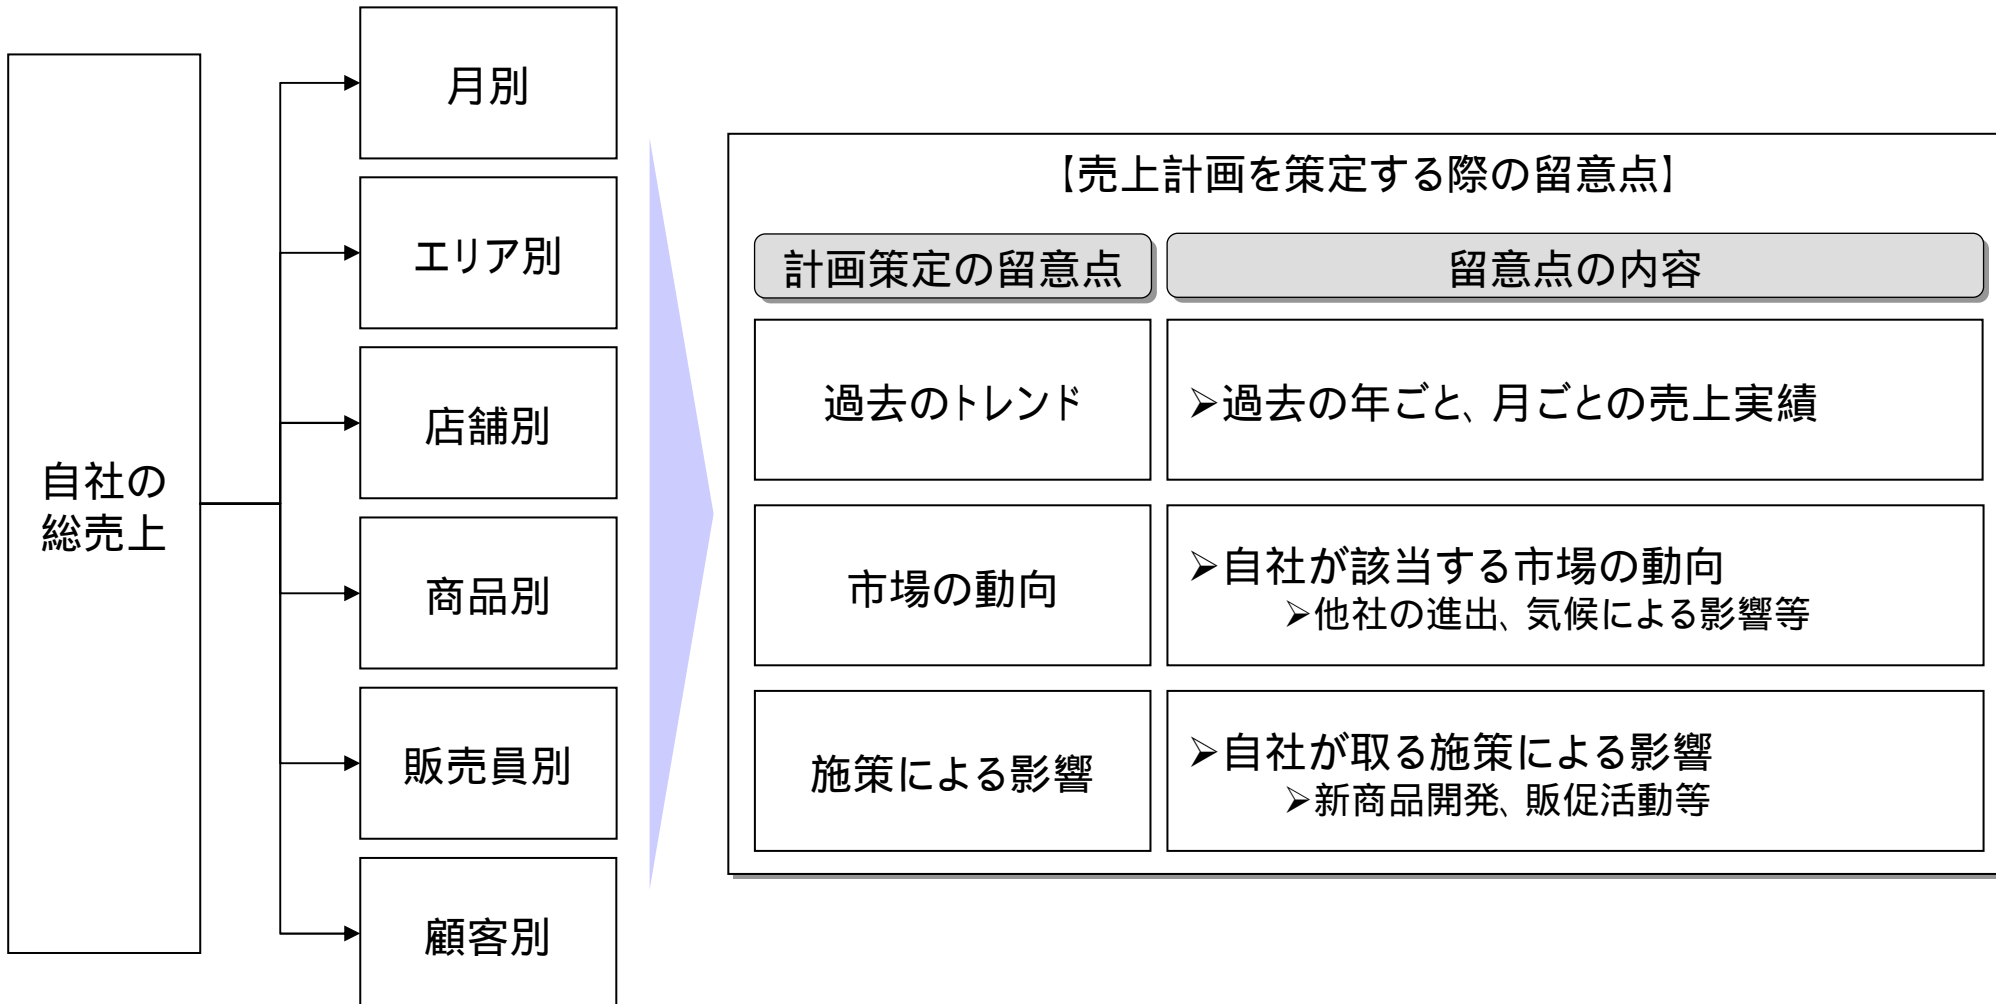 自社の
総売上
月別
エリア別
店舗別
商品別
販売員別
顧客別
【売上計画を策定する際の留意点】
計画策定の留意点
留意点の内容
過去のトレンド
➢過去の年ごと、月ごとの売上実績
市場の動向
➢自社が該当する市場の動向
➢他社の進出、気候による影響等
施策による影響
➢自社が取る施策による影響
➢新商品開発、販促活動等